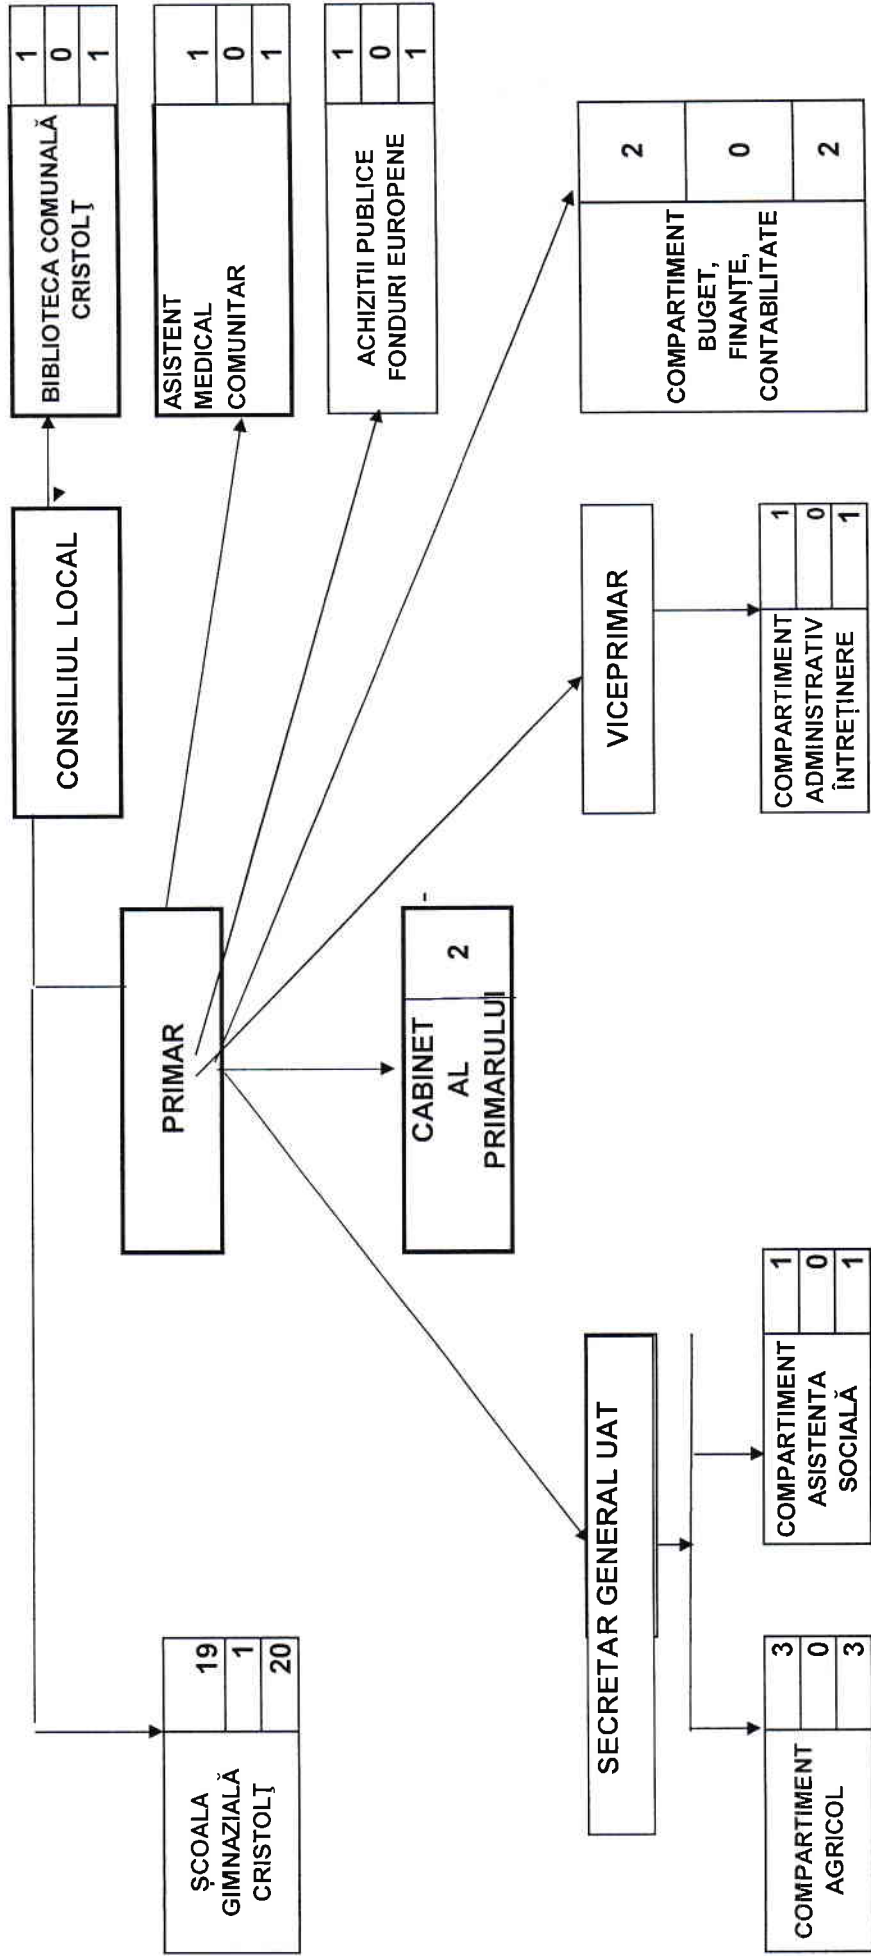 CONSILIUL LOCAL
BIBLIOTECA COMUNALĂ
CRISTOLŢ
1
0
1
PRIMAR
ŞCOALA
GIMNAZIALĂ
CRISTOLŢ
19
1
20
ASISTENT
MEDICAL
COMUNITAR
1
0
1
ACHIZITII PUBLICE
FONDURI EUROPENE
1
0
1
CABINET
AL
PRIMARULUI
2
-
SECRETAR GENERAL UAT
VICEPRIMAR
COMPARTIMENT
BUGET,
FINANȚE,
CONTABILITATE
2
0
2
COMPARTIMENT
AGRICOL
3
0
3
COMPARTIMENT
ASISTENTA
SOCIALĂ
1
0
1
COMPARTIMENT
ADMINISTRATIV
ÎNTREȚINERE
1
0
1